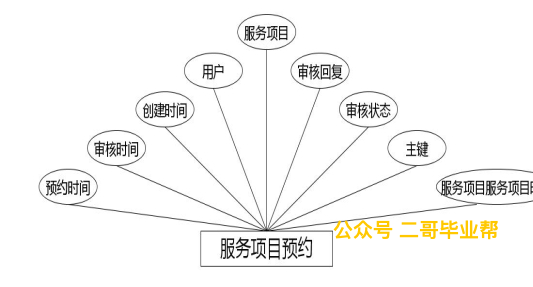 服务项目
用户
审核回复
创建时间
审核状态
审核时间
主键
预约时间
服务项目服务项目
公众号 二哥毕业帮
服务项目预约